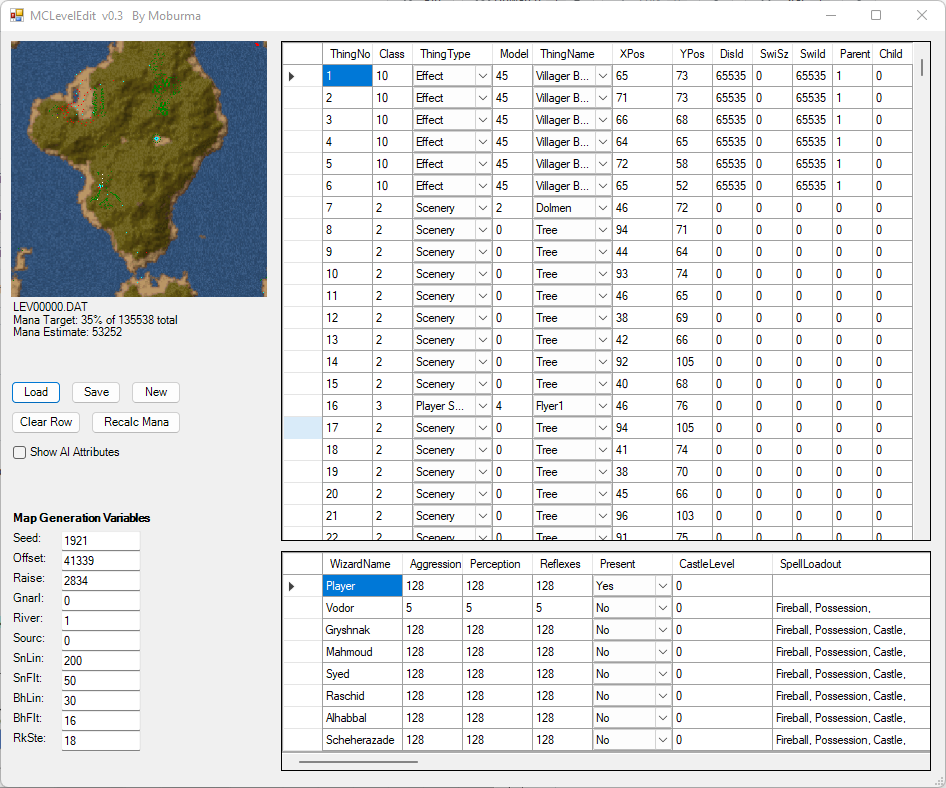 MCLevelEdit v0.3 By Moburma
LEV00000.DAT
Mana Target: 35% of 135538 total
Mana Estimate: 53252
Load Save New
Clear Row Recalc Mana
Show AI Attributes
Map Generation Variables
Seed: 1921
Offset: 41339
Raise: 2834
Gnarl: 0
River: 1
Sourc: 0
SnLin: 200
SnFlt: 50
BhLin: 30
BhFlt: 16
RkSte: 18
ThingNo Class ThingType Model ThingName XPos YPos DisId SwiSz SwiId Parent Child
1 10 Effect 45 Villager B... 65 73 65535 0 65535 1 0
2 10 Effect 45 Villager B... 71 73 65535 0 65535 1 0
3 10 Effect 45 Villager B... 66 68 65535 0 65535 1 0
4 10 Effect 45 Villager B... 64 65 65535 0 65535 1 0
5 10 Effect 45 Villager B... 72 58 65535 0 65535 1 0
6 10 Effect 45 Villager B... 65 52 65535 0 65535 1 0
7 2 Scenery 2 Dolmen 46 72 0 0 0 0 0
8 2 Scenery 0 Tree 94 71 0 0 0 0 0
9 2 Scenery 0 Tree 44 64 0 0 0 0 0
10 2 Scenery 0 Tree 93 74 0 0 0 0 0
11 2 Scenery 0 Tree 46 65 0 0 0 0 0
12 2 Scenery 0 Tree 38 69 0 0 0 0 0
13 2 Scenery 0 Tree 42 66 0 0 0 0 0
14 2 Scenery 0 Tree 92 105 0 0 0 0 0
15 2 Scenery 0 Tree 40 68 0 0 0 0 0
16 3 Player S... 4 Flyer1 46 76 0 0 0 0 0
17 2 Scenery 0 Tree 94 105 0 0 0 0 0
18 2 Scenery 0 Tree 41 74 0 0 0 0 0
19 2 Scenery 0 Tree 38 70 0 0 0 0 0
20 2 Scenery 0 Tree 45 66 0 0 0 0 0
21 2 Scenery 0 Tree 96 103 0 0 0 0 0
22 2 Scenery 0 Tree 91 75 0 0 0 0 0
WizardName Aggression Perception Reflexes Present CastleLevel SpellLoadout
Player 128 128 128 Yes 0
Vodor 5 5 5 No 0 Fireball, Possession,
Gryshnak 128 128 128 No 0 Fireball, Possession, Castle,
Mahmoud 128 128 128 No 0 Fireball, Possession, Castle,
Syed 128 128 128 No 0 Fireball, Possession, Castle,
Raschid 128 128 128 No 0 Fireball, Possession, Castle,
Alhabbal 128 128 128 No 0 Fireball, Possession, Castle,
Scheherazade 128 128 128 No 0 Fireball, Possession, Castle,